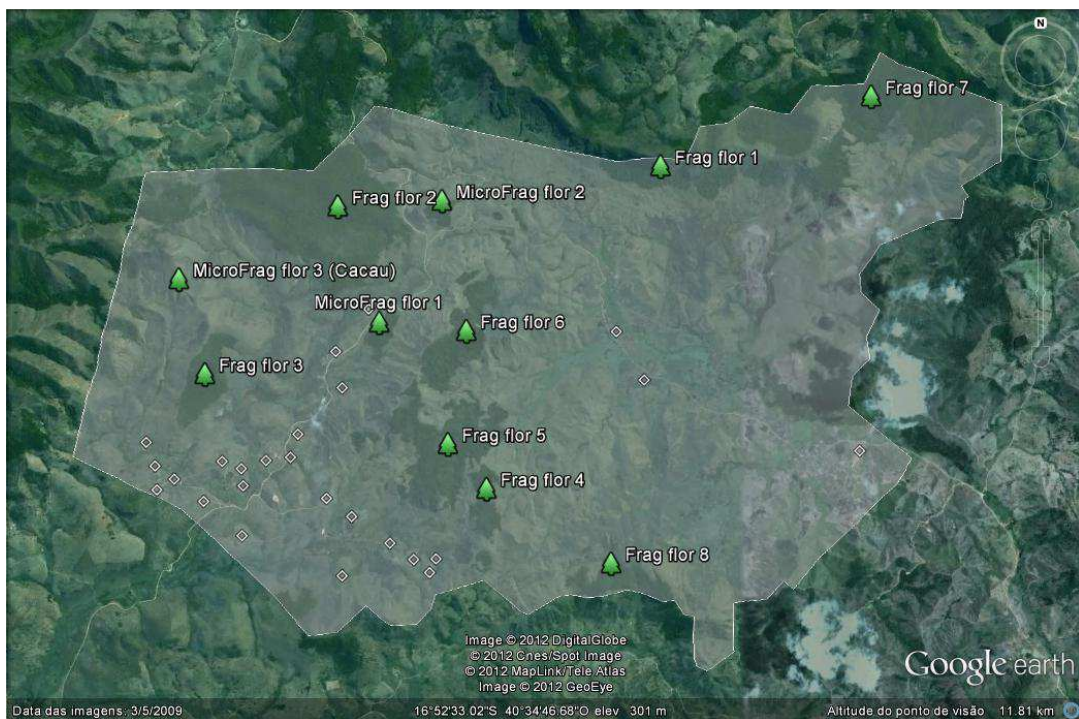 N
Frag flor 7
Frag flor 1
Frag flor 2
MicroFrag flor 2
MicroFrag flor 3 (Cacau)
MicroFrag flor 1
Frag flor 6
Frag flor 3
Frag flor 5
Frag flor 4
Frag flor 8
Image © 2012 DigitalGlobe
© 2012 Cnes/Spot Image
© 2012 MapLink/Tele Atlas
Image © 2012 GeoEye
Google earth
Data das imagens: 3/5/2009
16°52'33.02"S 40°34'46.68"O elev 301 m
Altitude do ponto de visão 11.81 km